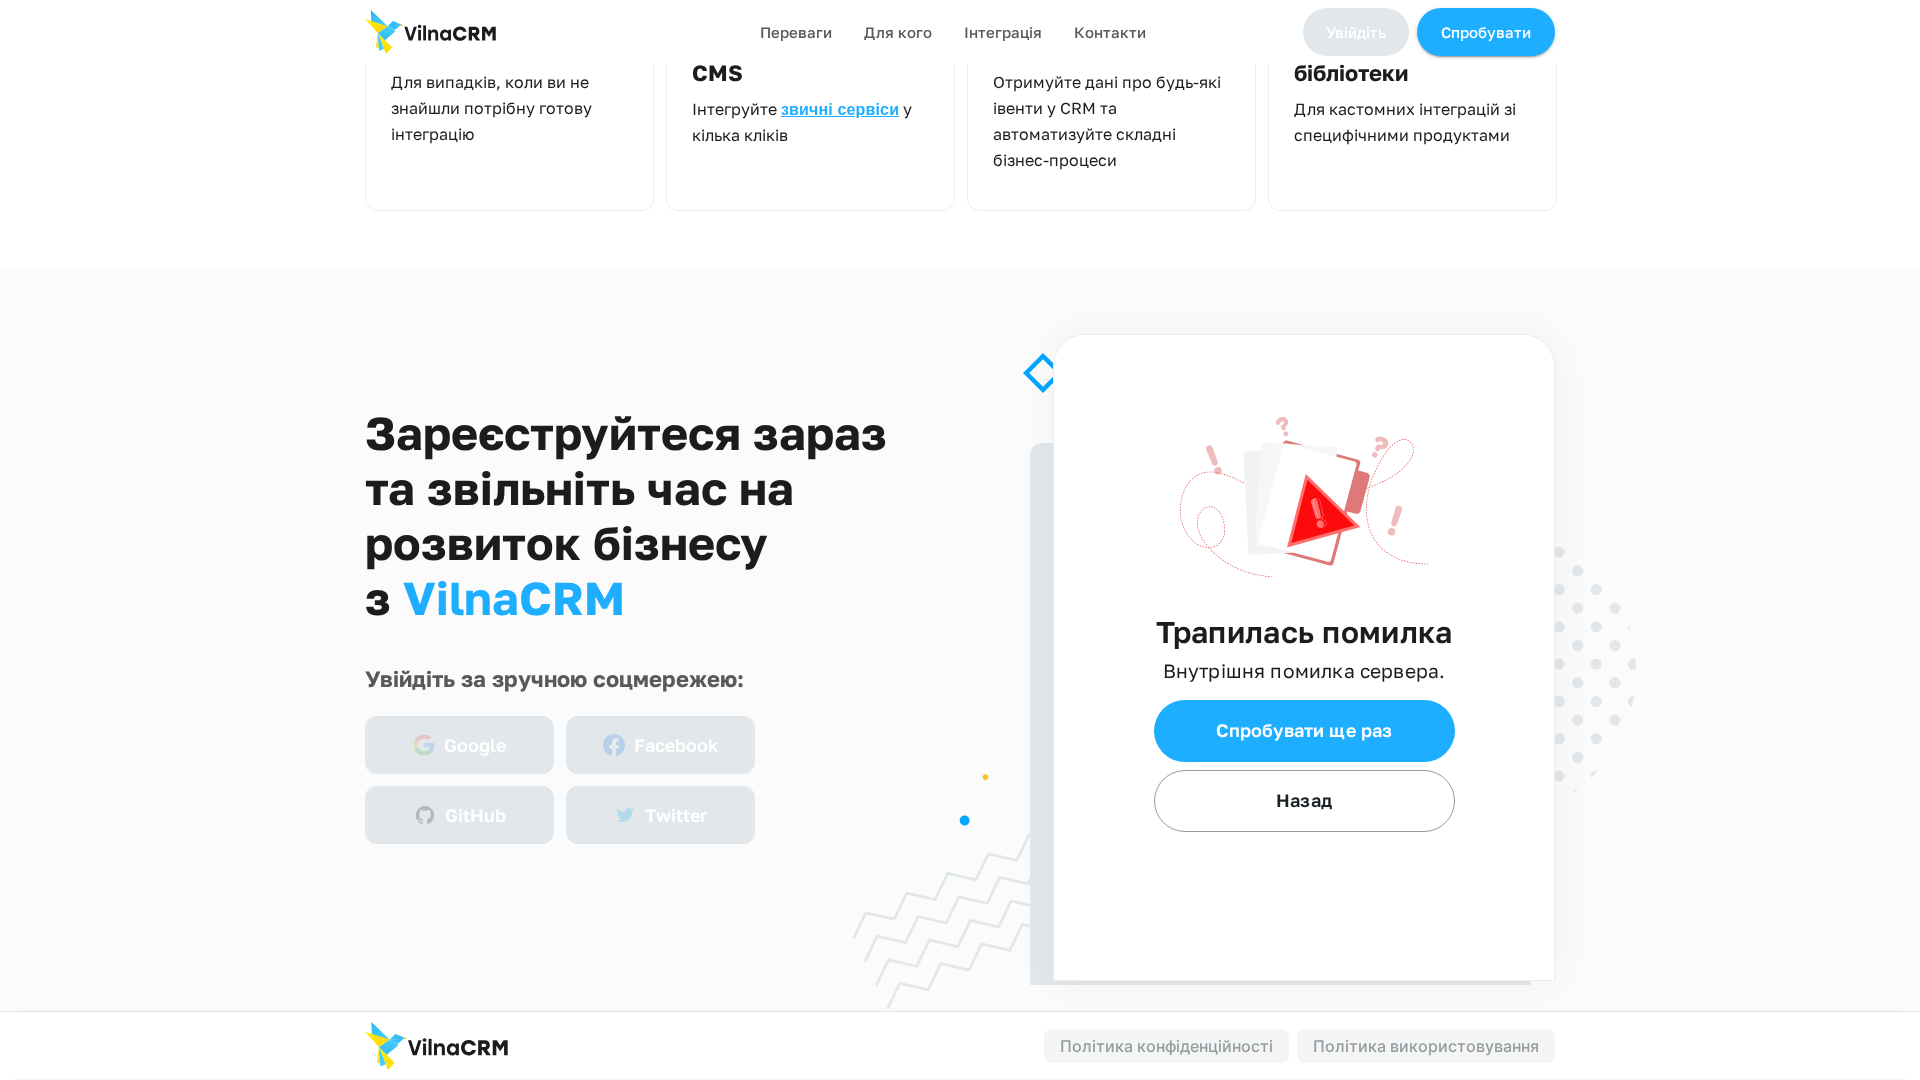 VilnaCRM
Переваги
Для кого
Інтеграція
Контакти
Увійдіть
Спробувати
Для випадків, коли ви не
знайшли потрібну готову
інтеграцію
CMS
Інтегруйте звичні сервіси у
кілька кліків
Отримуйте дані про будь-які
івенти у CRM та
автоматизуйте складні
бізнес-процеси
бібліотеки
Для кастомних інтеграцій зі
специфічними продуктами
Зареєструйтеся зараз
та звільніть час на
розвиток бізнесу
з VilnaCRM
Увійдіть за зручною соцмережею:
Google
Facebook
GitHub
Twitter
Трапилась помилка
Внутрішня помилка сервера.
Спробувати ще раз
Назад
VilnaCRM
Політика конфіденційності
Політика використовування